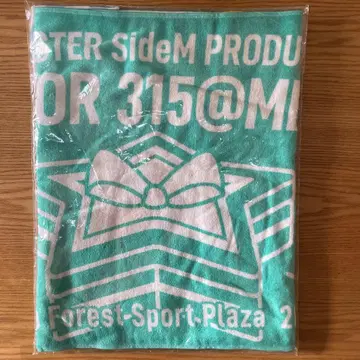 STER SideM PRODU
OR 315@M
Forest-Sport-Plaza 2